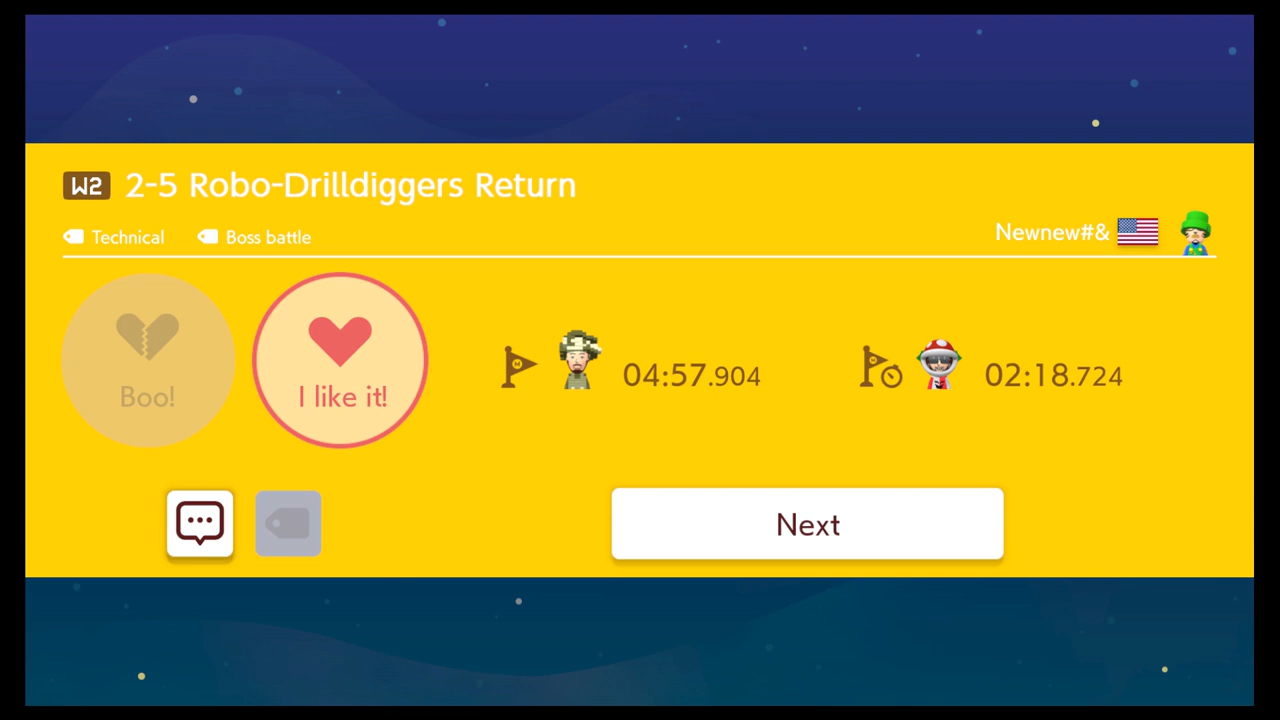 W2 2-5 Robo-Drilldiggers Return
Technical Boss battle
Newnew#&
Boo! I like it!
04:57.904 02:18.724
Next